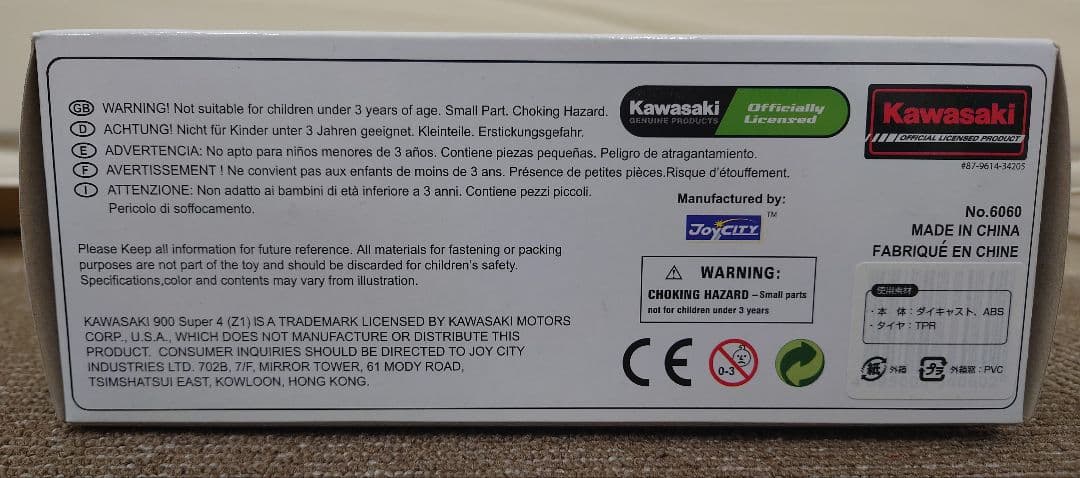 GB WARNING! Not suitable for children under 3 years of age. Small Part. Choking Hazard.
D ACHTUNG! Nicht für Kinder unter 3 Jahren geeignet. Kleinteile. Erstickungsgefahr.
E ADVERTENCIA: No apto para niños menores de 3 años. Contiene piezas pequeñas. Peligro de atragantamiento.
F AVERTISSEMENT ! Ne convient pas aux enfants de moins de 3 ans. Présence de petites pièces.Risque d'étouffement.
I ATTENZIONE: Non adatto ai bambini di età inferiore a 3 anni. Contiene pezzi piccoli.
Pericolo di soffocamento.
Kawasaki
GENUINE PRODUCTS
Officially
Licensed
Kawasaki
OFFICIAL LICENSED PRODUCT
#87-9614-34205
Please Keep all information for future reference. All materials for fastening or packing
purposes are not part of the toy and should be discarded for children's safety.
Specifications,color and contents may vary from illustration.
KAWASAKI 900 Super 4 (Z1) IS A TRADEMARK LICENSED BY KAWASAKI MOTORS
CORP., U.S.A., WHICH DOES NOT MANUFACTURE OR DISTRIBUTE THIS
PRODUCT. CONSUMER INQUIRIES SHOULD BE DIRECTED TO JOY CITY
INDUSTRIES LTD. 702B, 7/F, MIRROR TOWER, 61 MODY ROAD,
TSIMSHATSUI EAST, KOWLOON, HONG KONG.
Manufactured by:
JOYCITY TM
WARNING:
CHOKING HAZARD – Small parts
not for children under 3 years
CE
0-3
No.6060
MADE IN CHINA
FABRIQUÉ EN CHINE
使用素材
・本 体：ダイキャスト、ABS
・タイヤ：TPR
紙 外箱
プラ 外箱窓：PVC